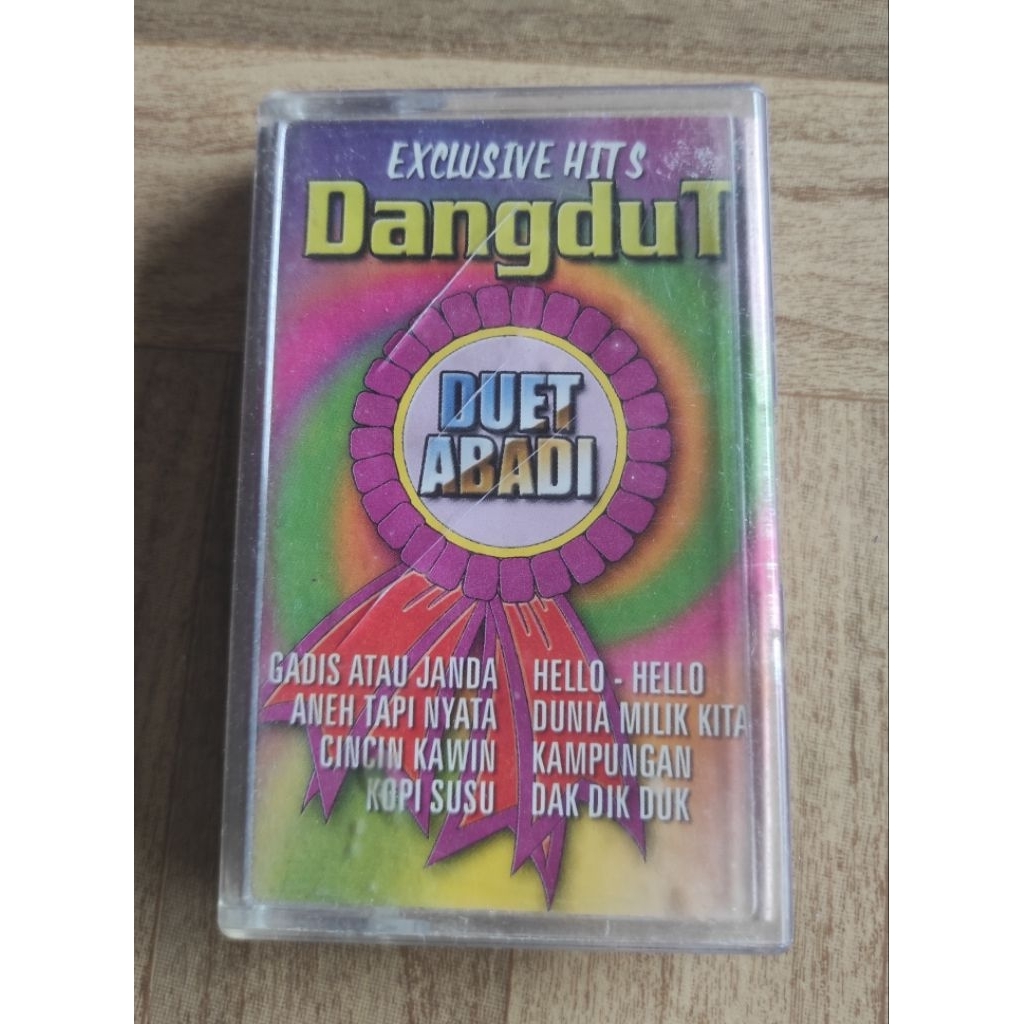 EXCLUSIVE HITS
DangduT
DUET
ABADI
GADIS ATAU JANDA
ANEH TAPI NYATA
CINCIN KAWIN
KOPI SUSU
HELLO - HELLO
DUNIA MILIK KITA
KAMPUNGAN
DAK DIK DUK